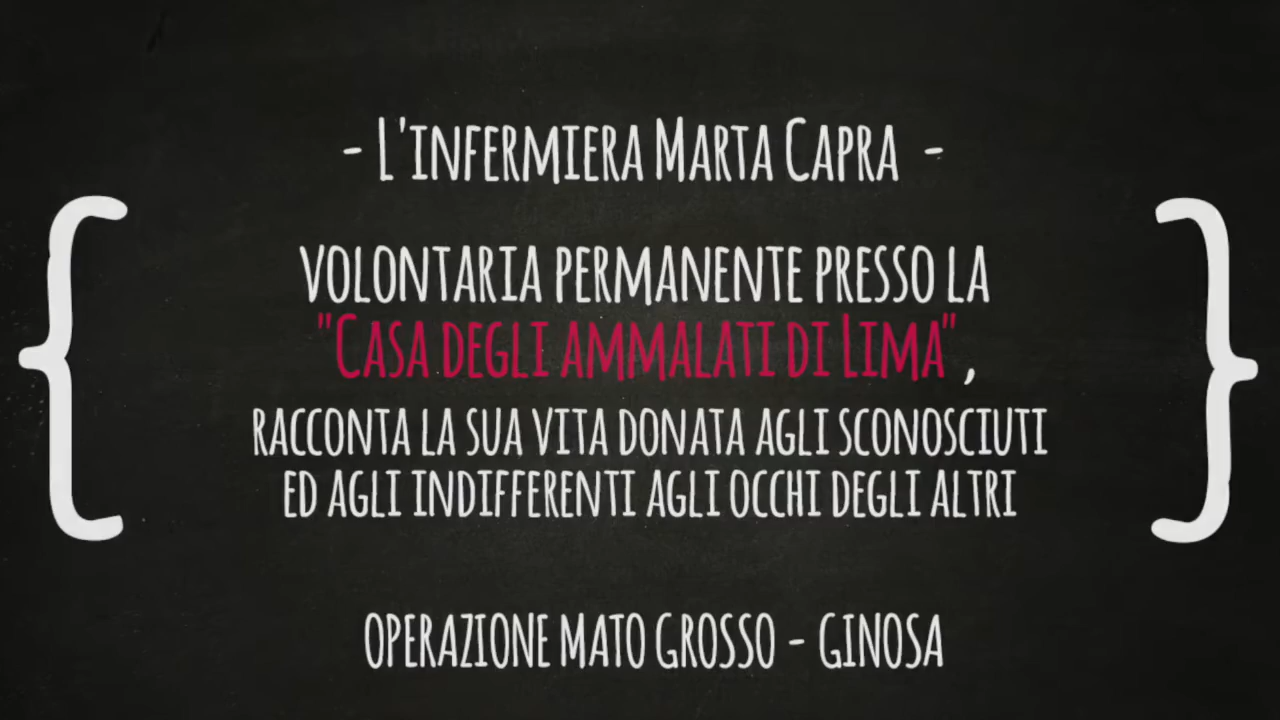 - L'infermiera Marta Capra -
volontaria permanente presso la
"Casa degli ammalati di Lima" ,
racconta la sua vita donata agli sconosciuti
ed agli indifferenti agli occhi degli altri
OPERAZIONE MATO GROSSO - GINOSA